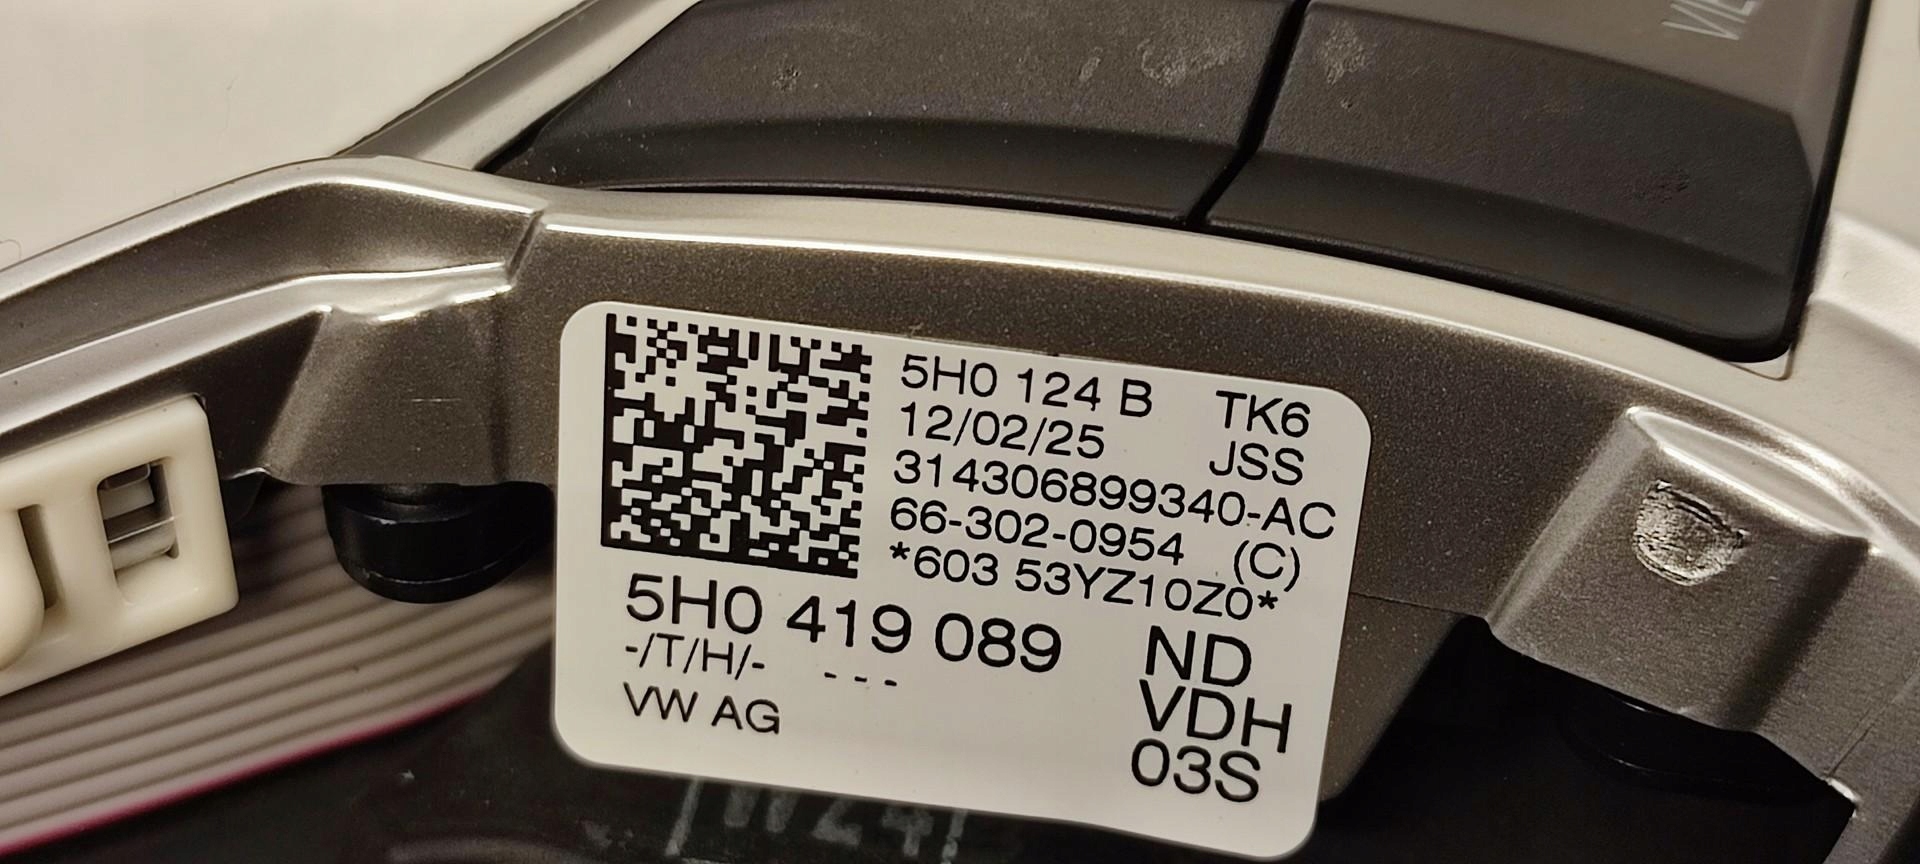 VIE
5H0 124 B TK6
12/02/25 JSS
314306899340-AC
66-302-0954 (C)
*603 53YZ10Z0*
5H0 419 089 ND
-/T/H/- --- VDH
VW AG 03S